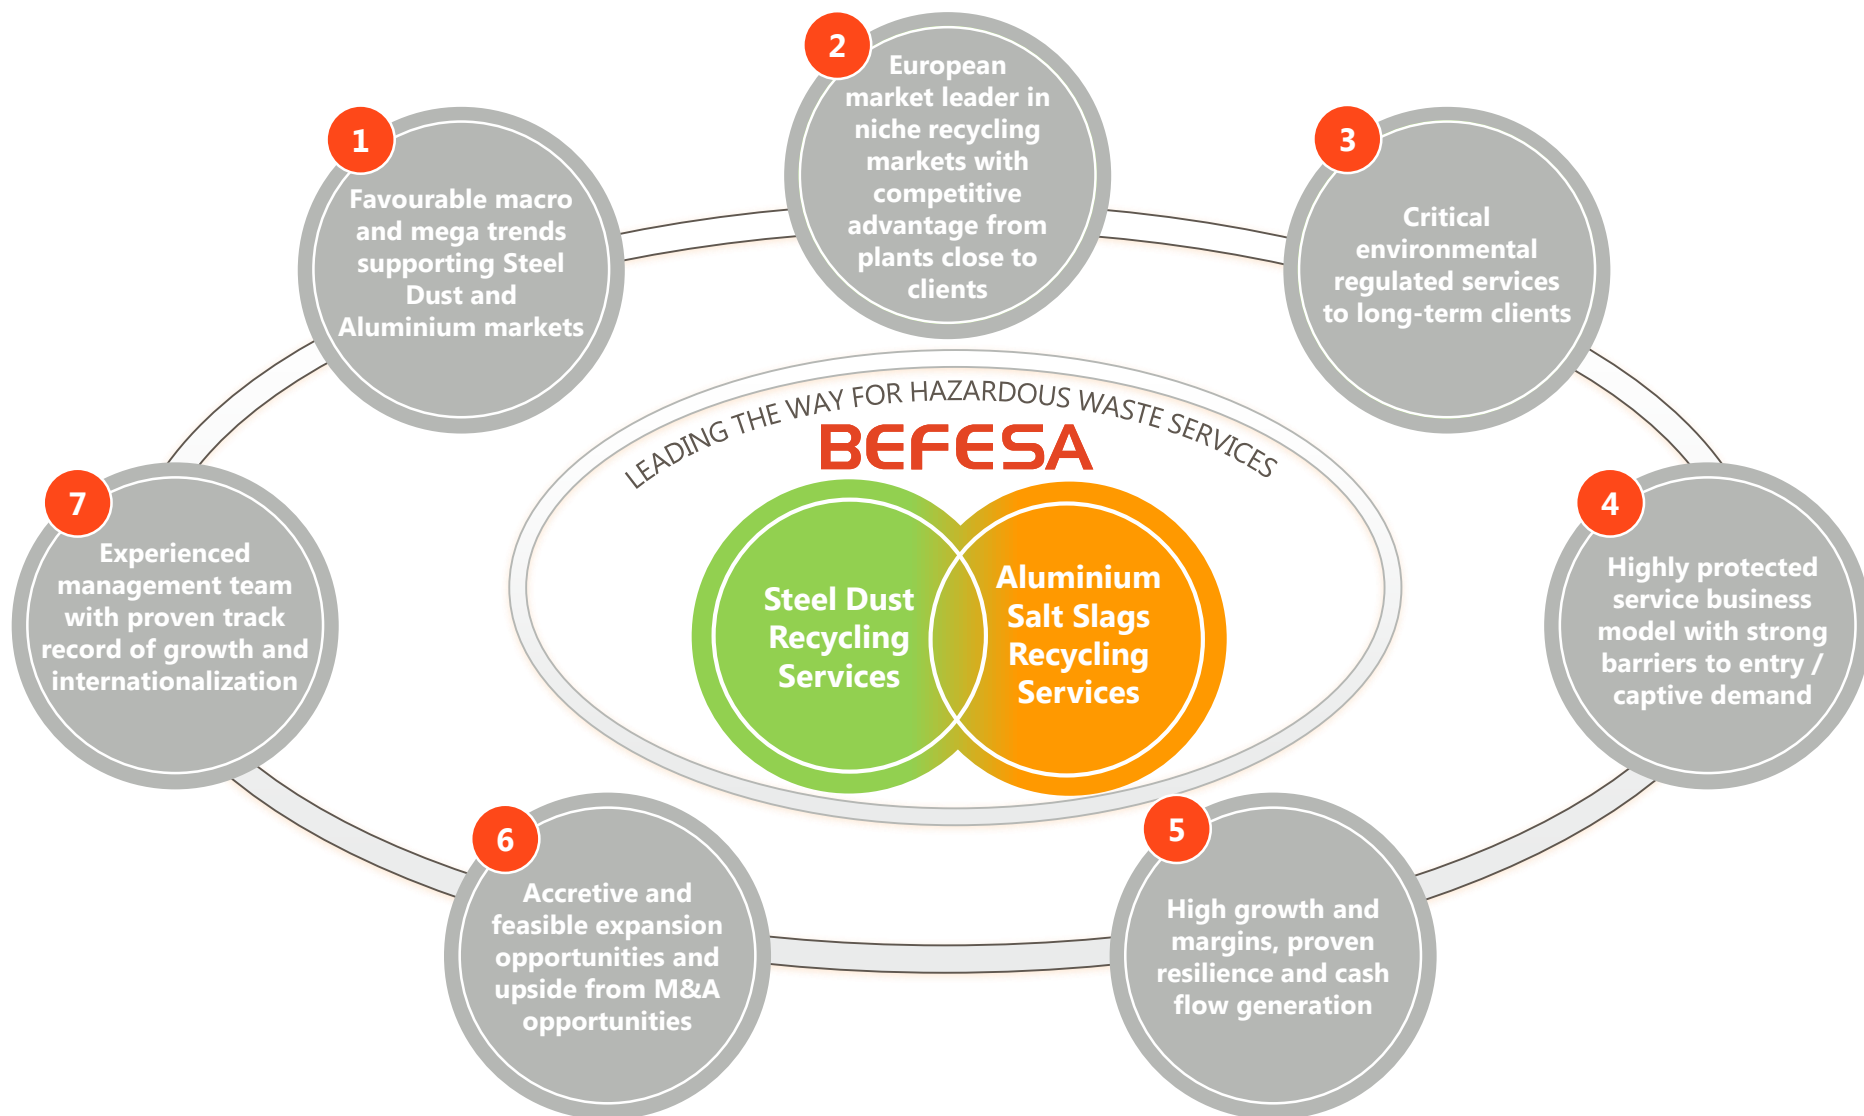 1
Favourable macro
and mega trends
supporting Steel
Dust and
Aluminium markets
2
European
market leader in
niche recycling
markets with
competitive
advantage from
plants close to
clients
3
Critical
environmental
regulated services
to long-term clients
4
Highly protected
service business
model with strong
barriers to entry /
captive demand
5
High growth and
margins, proven
resilience and cash
flow generation
6
Accretive and
feasible expansion
opportunities and
upside from M&A
opportunities
7
Experienced
management team
with proven track
record of growth and
internationalization
LEADING THE WAY FOR HAZARDOUS WASTE SERVICES
BEFESA
Steel Dust
Recycling
Services
Aluminium
Salt Slags
Recycling
Services